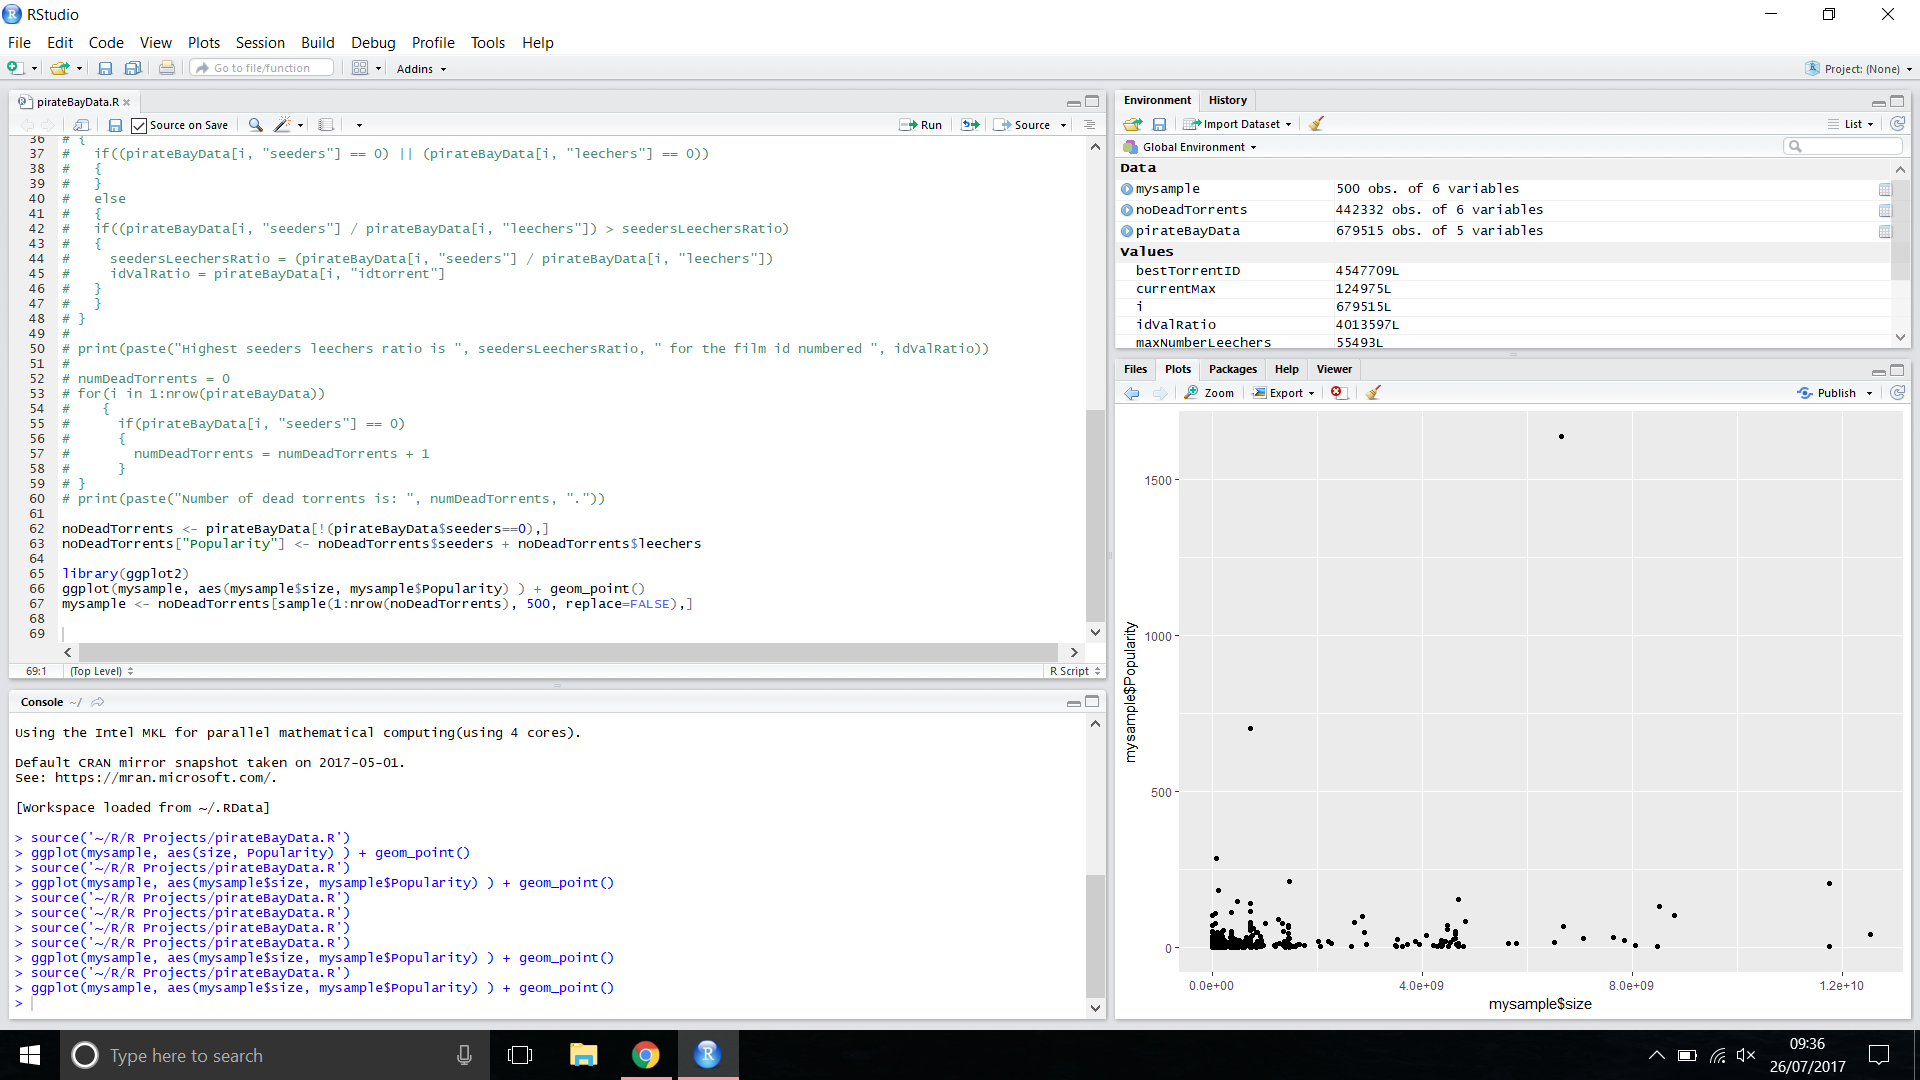 RStudio
File Edit Code View Plots Session Build Debug Profile Tools Help
Go to file/function Addins Project: (None)
pirateBayData.R
Source on Save Run Source
36 # {
37 #   if((pirateBayData[i, "seeders"] == 0) || (pirateBayData[i, "leechers"] == 0))
38 #   {
39 #   }
40 #   else
41 #   {
42 #   if((pirateBayData[i, "seeders"] / pirateBayData[i, "leechers"]) > seedersLeechersRatio)
43 #   {
44 #     seedersLeechersRatio = (pirateBayData[i, "seeders"] / pirateBayData[i, "leechers"])
45 #     idValRatio = pirateBayData[i, "idtorrent"]
46 #   }
47 #   }
48 # }
49 #
50 # print(paste("Highest seeders leechers ratio is ", seedersLeechersRatio, " for the film id numbered ", idValRatio))
51 #
52 # numDeadTorrents = 0
53 # for(i in 1:nrow(pirateBayData))
54 #    {
55 #      if(pirateBayData[i, "seeders"] == 0)
56 #      {
57 #        numDeadTorrents = numDeadTorrents + 1
58 #      }
59 # }
60 # print(paste("Number of dead torrents is: ", numDeadTorrents, "."))
61
62 noDeadTorrents <- pirateBayData[!(pirateBayData$seeders==0),]
63 noDeadTorrents["Popularity"] <- noDeadTorrents$seeders + noDeadTorrents$leechers
64
65 library(ggplot2)
66 ggplot(mysample, aes(mysample$size, mysample$Popularity) ) + geom_point()
67 mysample <- noDeadTorrents[sample(1:nrow(noDeadTorrents), 500, replace=FALSE),]
68
69
69:1 (Top Level) R Script
Console ~/
Using the Intel MKL for parallel mathematical computing(using 4 cores).
Default CRAN mirror snapshot taken on 2017-05-01.
See: https://mran.microsoft.com/.
[Workspace loaded from ~/.RData]
> source('~/R/R Projects/pirateBayData.R')
> ggplot(mysample, aes(size, Popularity) ) + geom_point()
> source('~/R/R Projects/pirateBayData.R')
> ggplot(mysample, aes(mysample$size, mysample$Popularity) ) + geom_point()
> source('~/R/R Projects/pirateBayData.R')
> source('~/R/R Projects/pirateBayData.R')
> source('~/R/R Projects/pirateBayData.R')
> source('~/R/R Projects/pirateBayData.R')
> ggplot(mysample, aes(mysample$size, mysample$Popularity) ) + geom_point()
> source('~/R/R Projects/pirateBayData.R')
> ggplot(mysample, aes(mysample$size, mysample$Popularity) ) + geom_point()
>
Environment History
Import Dataset List
Global Environment
Data
mysample 500 obs. of 6 variables
noDeadTorrents 442332 obs. of 6 variables
pirateBayData 679515 obs. of 5 variables
Values
bestTorrentID 4547709L
currentMax 124975L
i 679515L
idValRatio 4013597L
maxNumberLeechers 55493L
Files Plots Packages Help Viewer
Zoom Export Publish
1500
1000
500
0
mysample$Popularity
0.0e+00 4.0e+09 8.0e+09 1.2e+10
mysample$size
Type here to search
09:36
26/07/2017